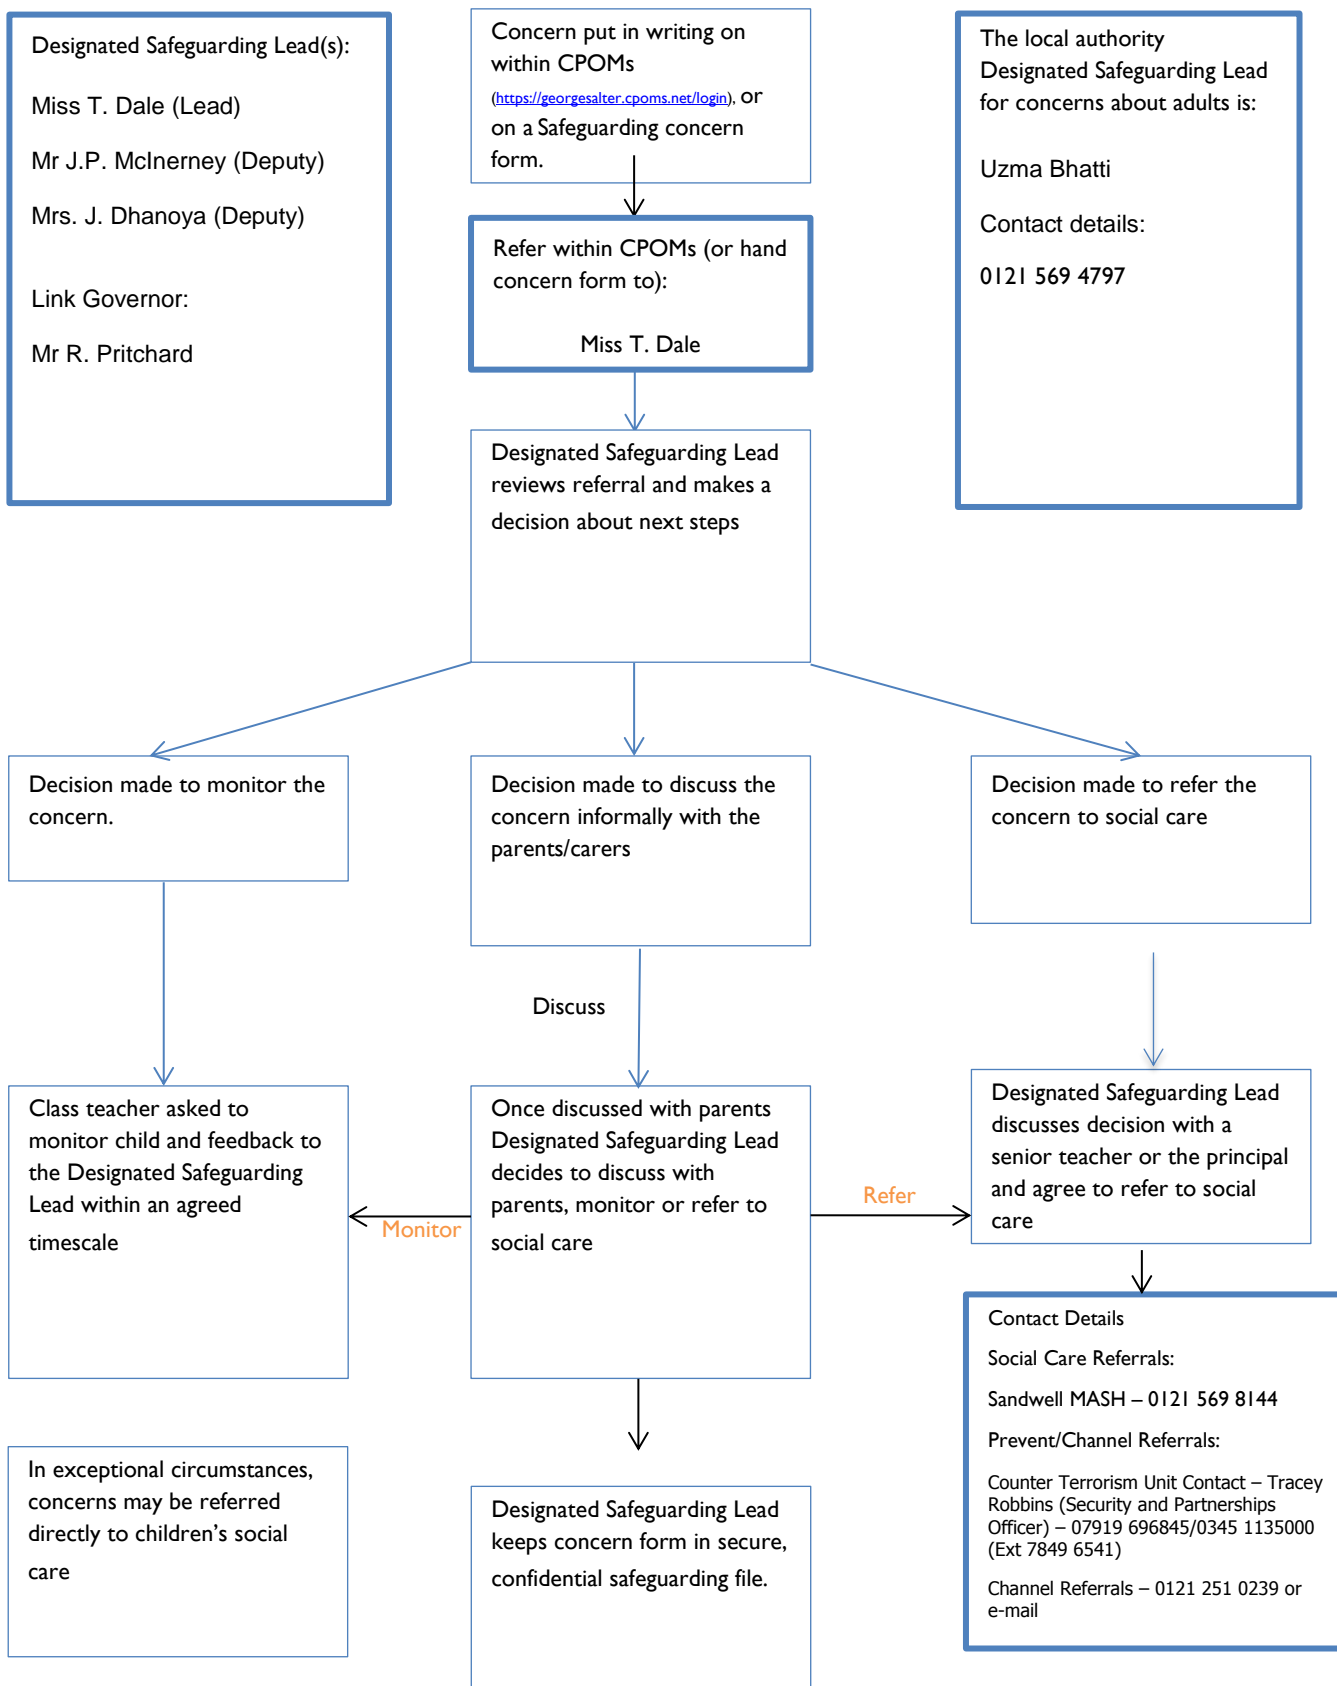 Designated Safeguarding Lead(s):
Miss T. Dale (Lead)
Mr J.P. McInerney (Deputy)
Mrs. J. Dhanoya (Deputy)
Link Governor:
Mr R. Pritchard
Concern put in writing on
within CPOMs
(https://georgesalter.cpoms.net/login), or
on a Safeguarding concern
form.
The local authority
Designated Safeguarding Lead
for concerns about adults is:
Uzma Bhatti
Contact details:
0121 569 4797
Refer within CPOMs (or hand
concern form to):
Miss T. Dale
Designated Safeguarding Lead
reviews referral and makes a
decision about next steps
Decision made to monitor the
concern.
Decision made to discuss the
concern informally with the
parents/carers
Decision made to refer the
concern to social care
Discuss
Class teacher asked to
monitor child and feedback to
the Designated Safeguarding
Lead within an agreed
timescale
Monitor
Once discussed with parents
Designated Safeguarding Lead
decides to discuss with
parents, monitor or refer to
social care
Refer
Designated Safeguarding Lead
discusses decision with a
senior teacher or the principal
and agree to refer to social
care
In exceptional circumstances,
concerns may be referred
directly to children’s social
care
Designated Safeguarding Lead
keeps concern form in secure,
confidential safeguarding file.
Contact Details
Social Care Referrals:
Sandwell MASH – 0121 569 8144
Prevent/Channel Referrals:
Counter Terrorism Unit Contact – Tracey
Robbins (Security and Partnerships
Officer) – 07919 696845/0345 1135000
(Ext 7849 6541)
Channel Referrals – 0121 251 0239 or
e-mail